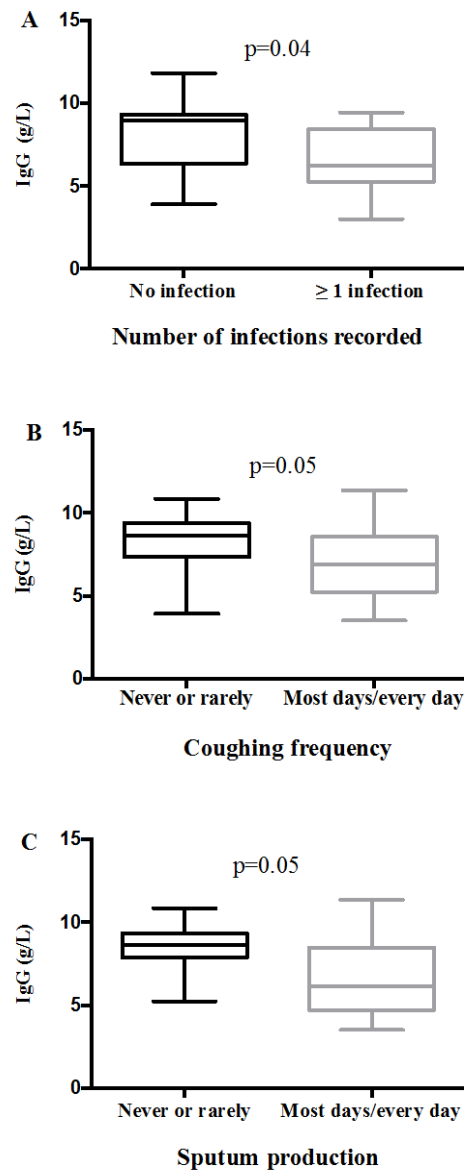 A
p=0.04
15
10
5
0
IgG (g/L)
No infection ≥ 1 infection
Number of infections recorded
B
p=0.05
15
10
5
0
IgG (g/L)
Never or rarely Most days/every day
Coughing frequency
C
p=0.05
15
10
5
0
IgG (g/L)
Never or rarely Most days/every day
Sputum production